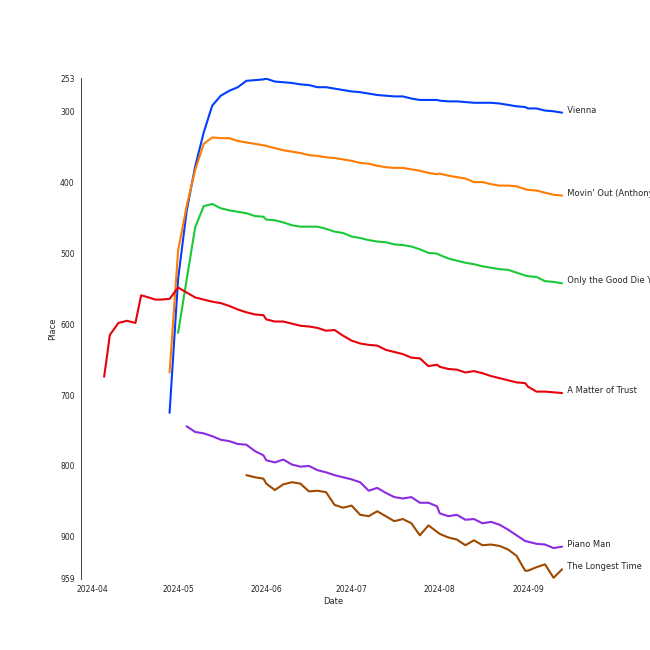 253
300
400
500
600
700
800
900
959
Place
2024-04
2024-05
2024-06
2024-07
2024-08
2024-09
Date
Vienna
Movin' Out (Anthony
Only the Good Die Y
A Matter of Trust
Piano Man
The Longest Time